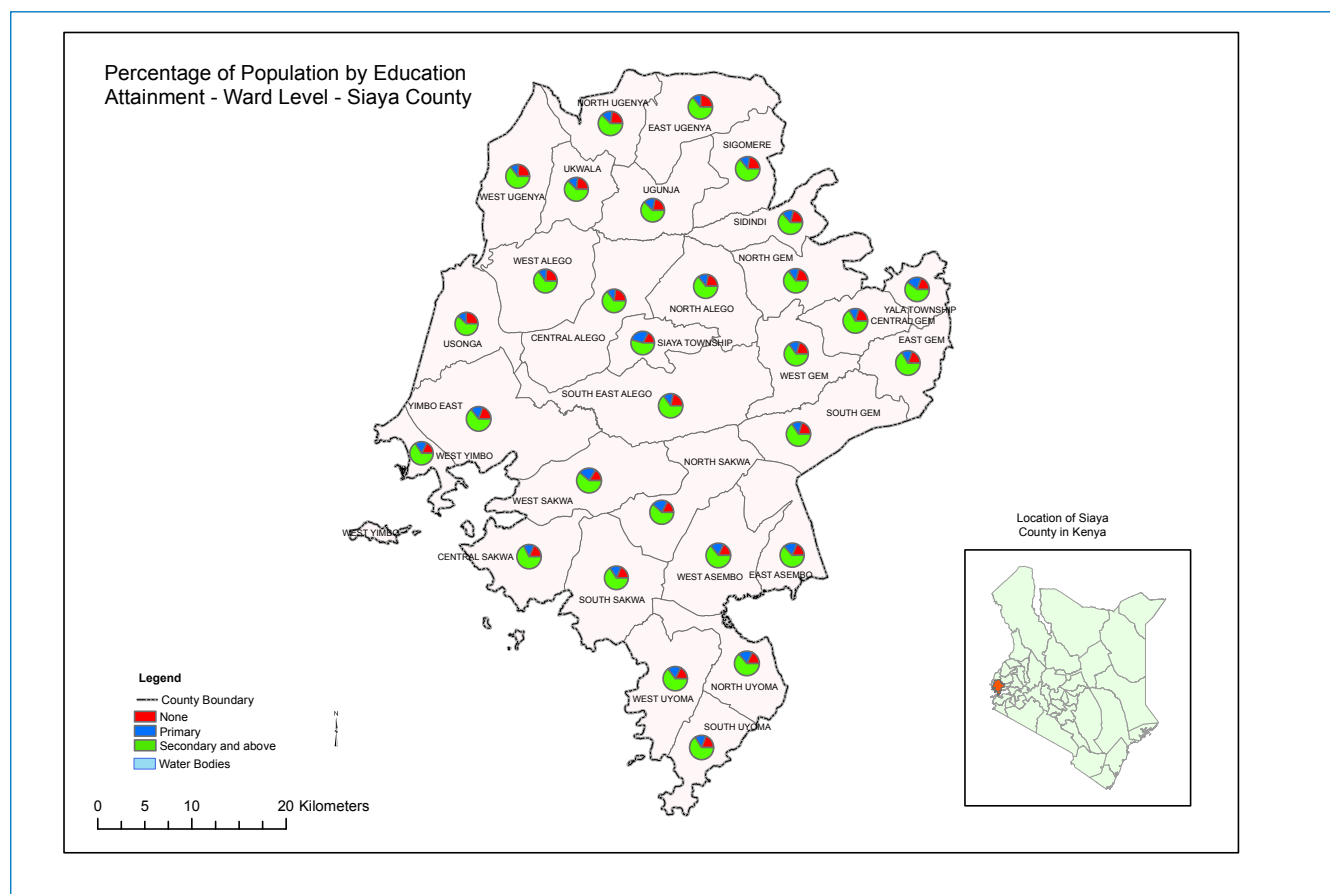 Percentage of Population by Education
Attainment - Ward Level - Siaya County
NORTH UGENYA
EAST UGENYA
SIGOMERE
UKWALA
WEST UGENYA
UGUNJA
SIDINDI
WEST ALEGO
NORTH GEM
NORTH ALEGO
YALA TOWNSHIP
CENTRAL GEM
USONGA
CENTRAL ALEGO
SIAYA TOWNSHIP
EAST GEM
WEST GEM
SOUTH EAST ALEGO
YIMBO EAST
SOUTH GEM
WEST YIMBO
NORTH SAKWA
WEST SAKWA
WEST YIMBO
CENTRAL SAKWA
WEST ASEMBO
EAST ASEMBO
SOUTH SAKWA
NORTH UYOMA
WEST UYOMA
SOUTH UYOMA
Location of Siaya
County in Kenya
Legend
County Boundary
None
Primary
Secondary and above
Water Bodies
N
0 5 10 20 Kilometers